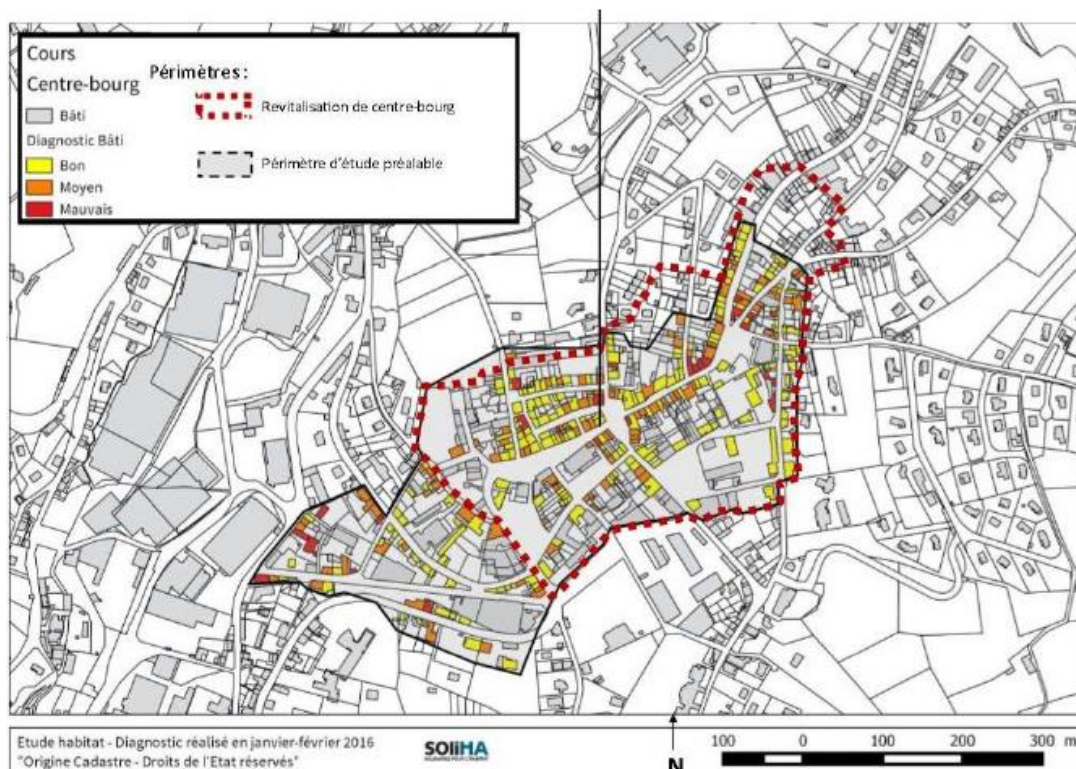 Cours
Centre-bourg
Périmètres :
Bâti
Revitalisation de centre-bourg
Diagnostic Bâti
Bon
Périmètre d'étude préalable
Moyen
Mauvais
Etude habitat - Diagnostic réalisé en janvier-février 2016
"Origine Cadastre - Droits de l'Etat réservés"
SOLiHA
N
100 0 100 200 300 m